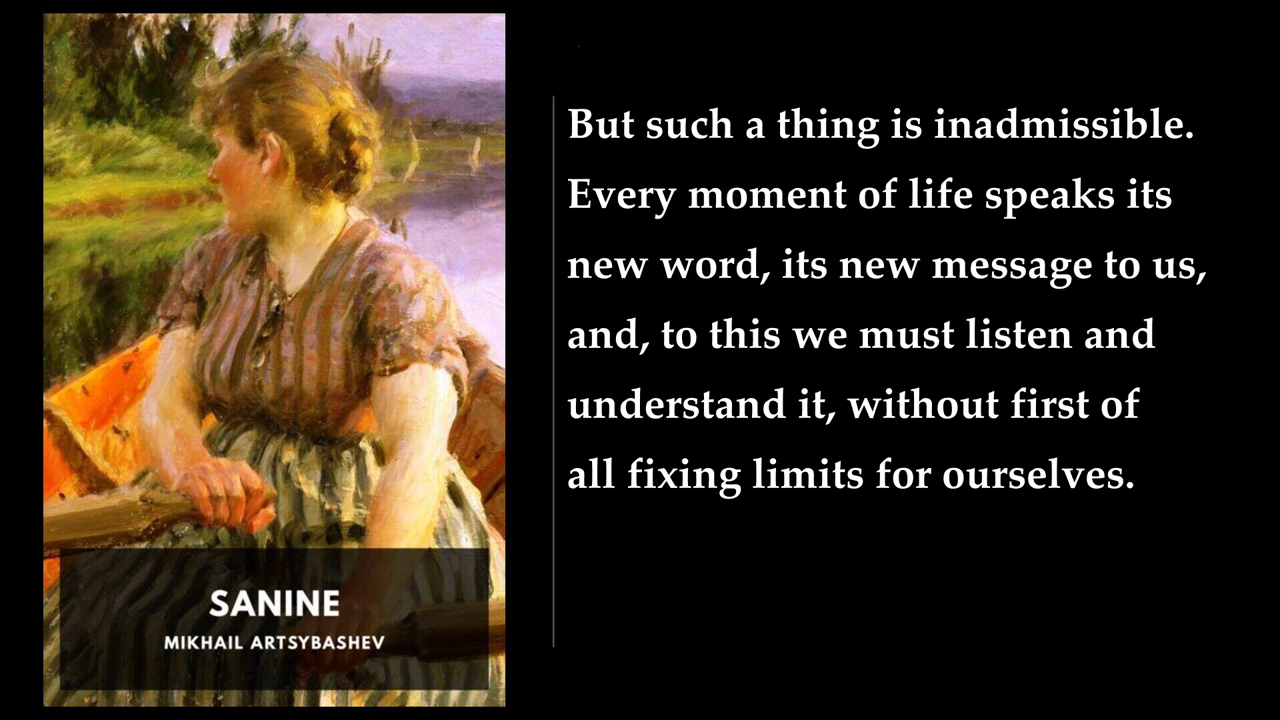 SANINE
MIKHAIL ARTSYBASHEV
But such a thing is inadmissible.
Every moment of life speaks its
new word, its new message to us,
and, to this we must listen and
understand it, without first of
all fixing limits for ourselves.